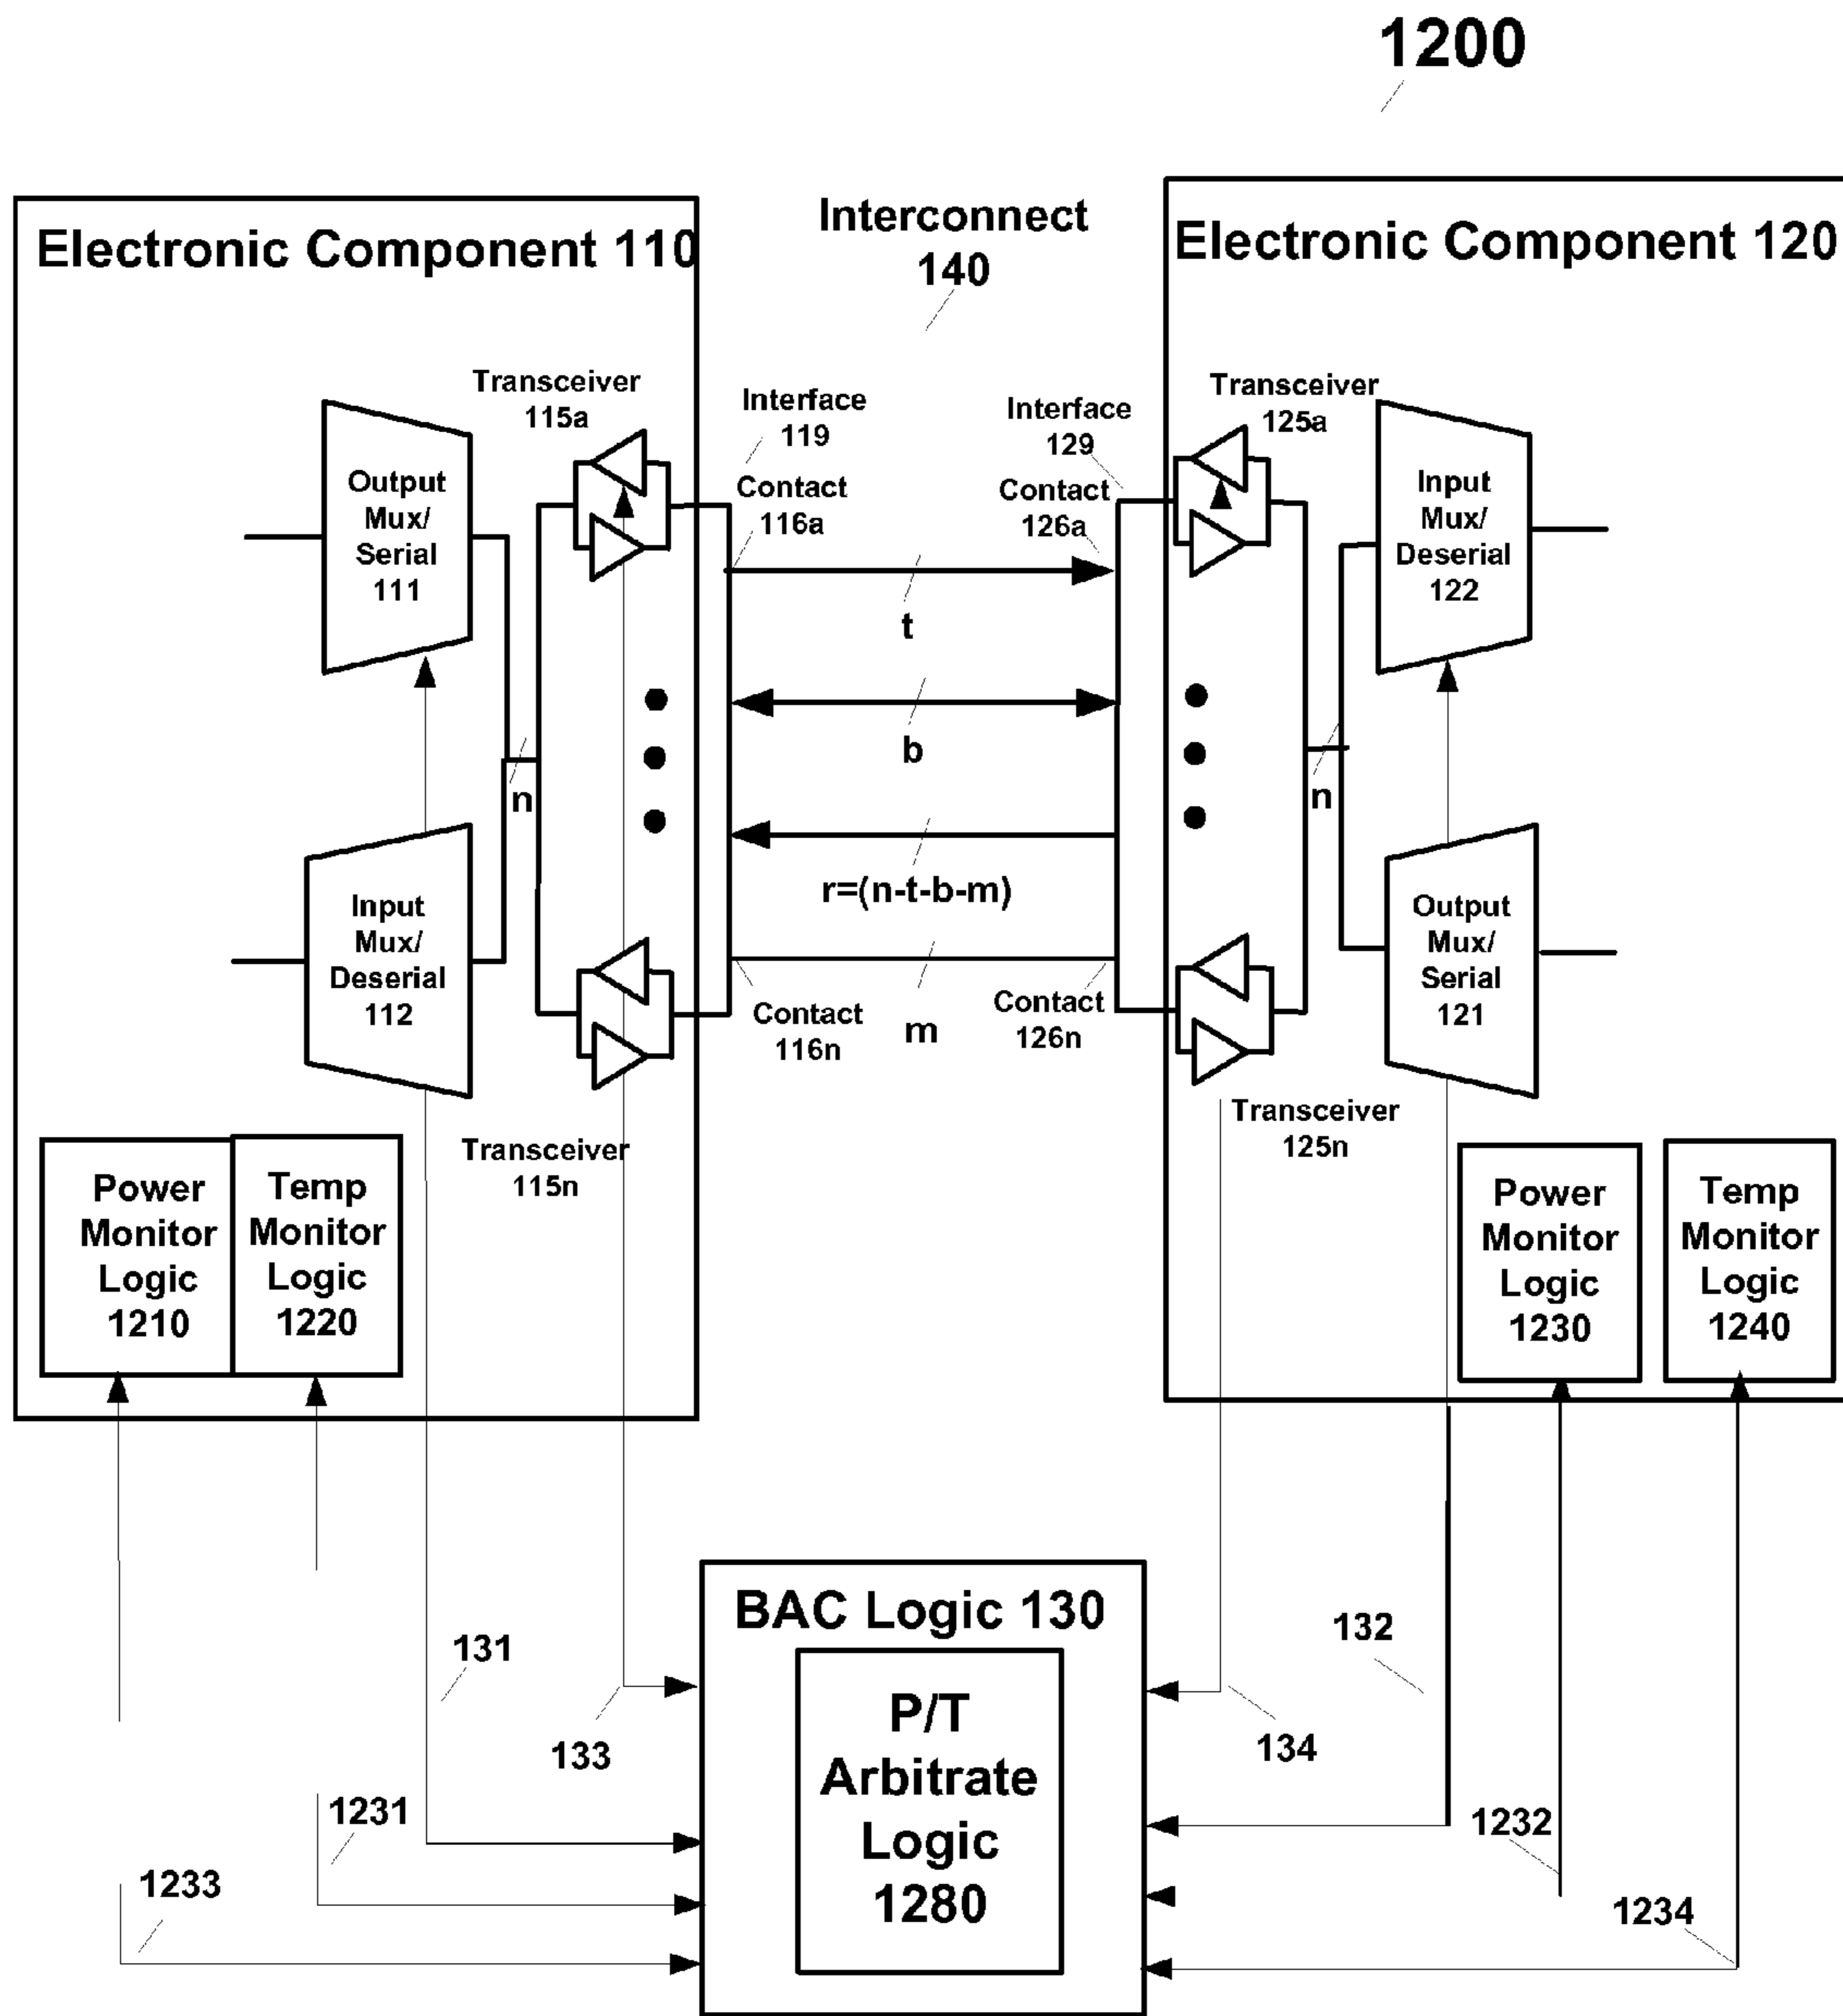 1200
Electronic Component 110
Interconnect
140
Electronic Component 120
Transceiver
115a
Interface
119
Contact
116a
Interface
129
Contact
126a
Transceiver
125a
Output
Mux/
Serial
111
Input
Mux/
Deserial
122
t
b
n
n
r=(n-t-b-m)
m
Input
Mux/
Deserial
112
Contact
116n
Contact
126n
Output
Mux/
Serial
121
Transceiver
115n
Transceiver
125n
Power
Monitor
Logic
1210
Temp
Monitor
Logic
1220
Power
Monitor
Logic
1230
Temp
Monitor
Logic
1240
BAC Logic 130
P/T
Arbitrate
Logic
1280
131
133
1231
1233
132
134
1232
1234